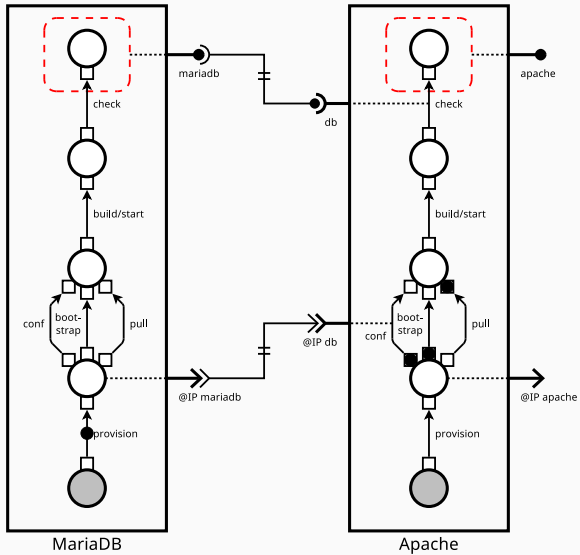 mariadb
apache
check
check
db
build/start
build/start
conf
boot-
strap
pull
@IP db
conf
boot-
strap
pull
@IP mariadb
@IP apache
provision
provision
MariaDB
Apache